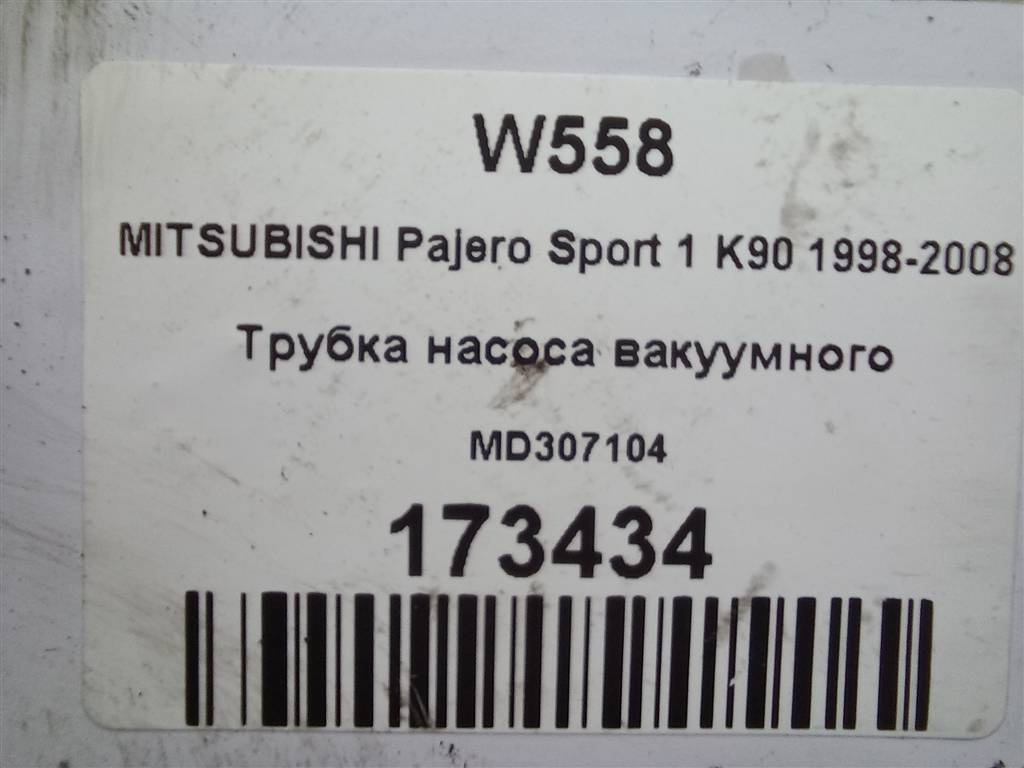 W558
MITSUBISHI Pajero Sport 1 K90 1998-2008
Трубка насоса вакуумного
MD307104
173434